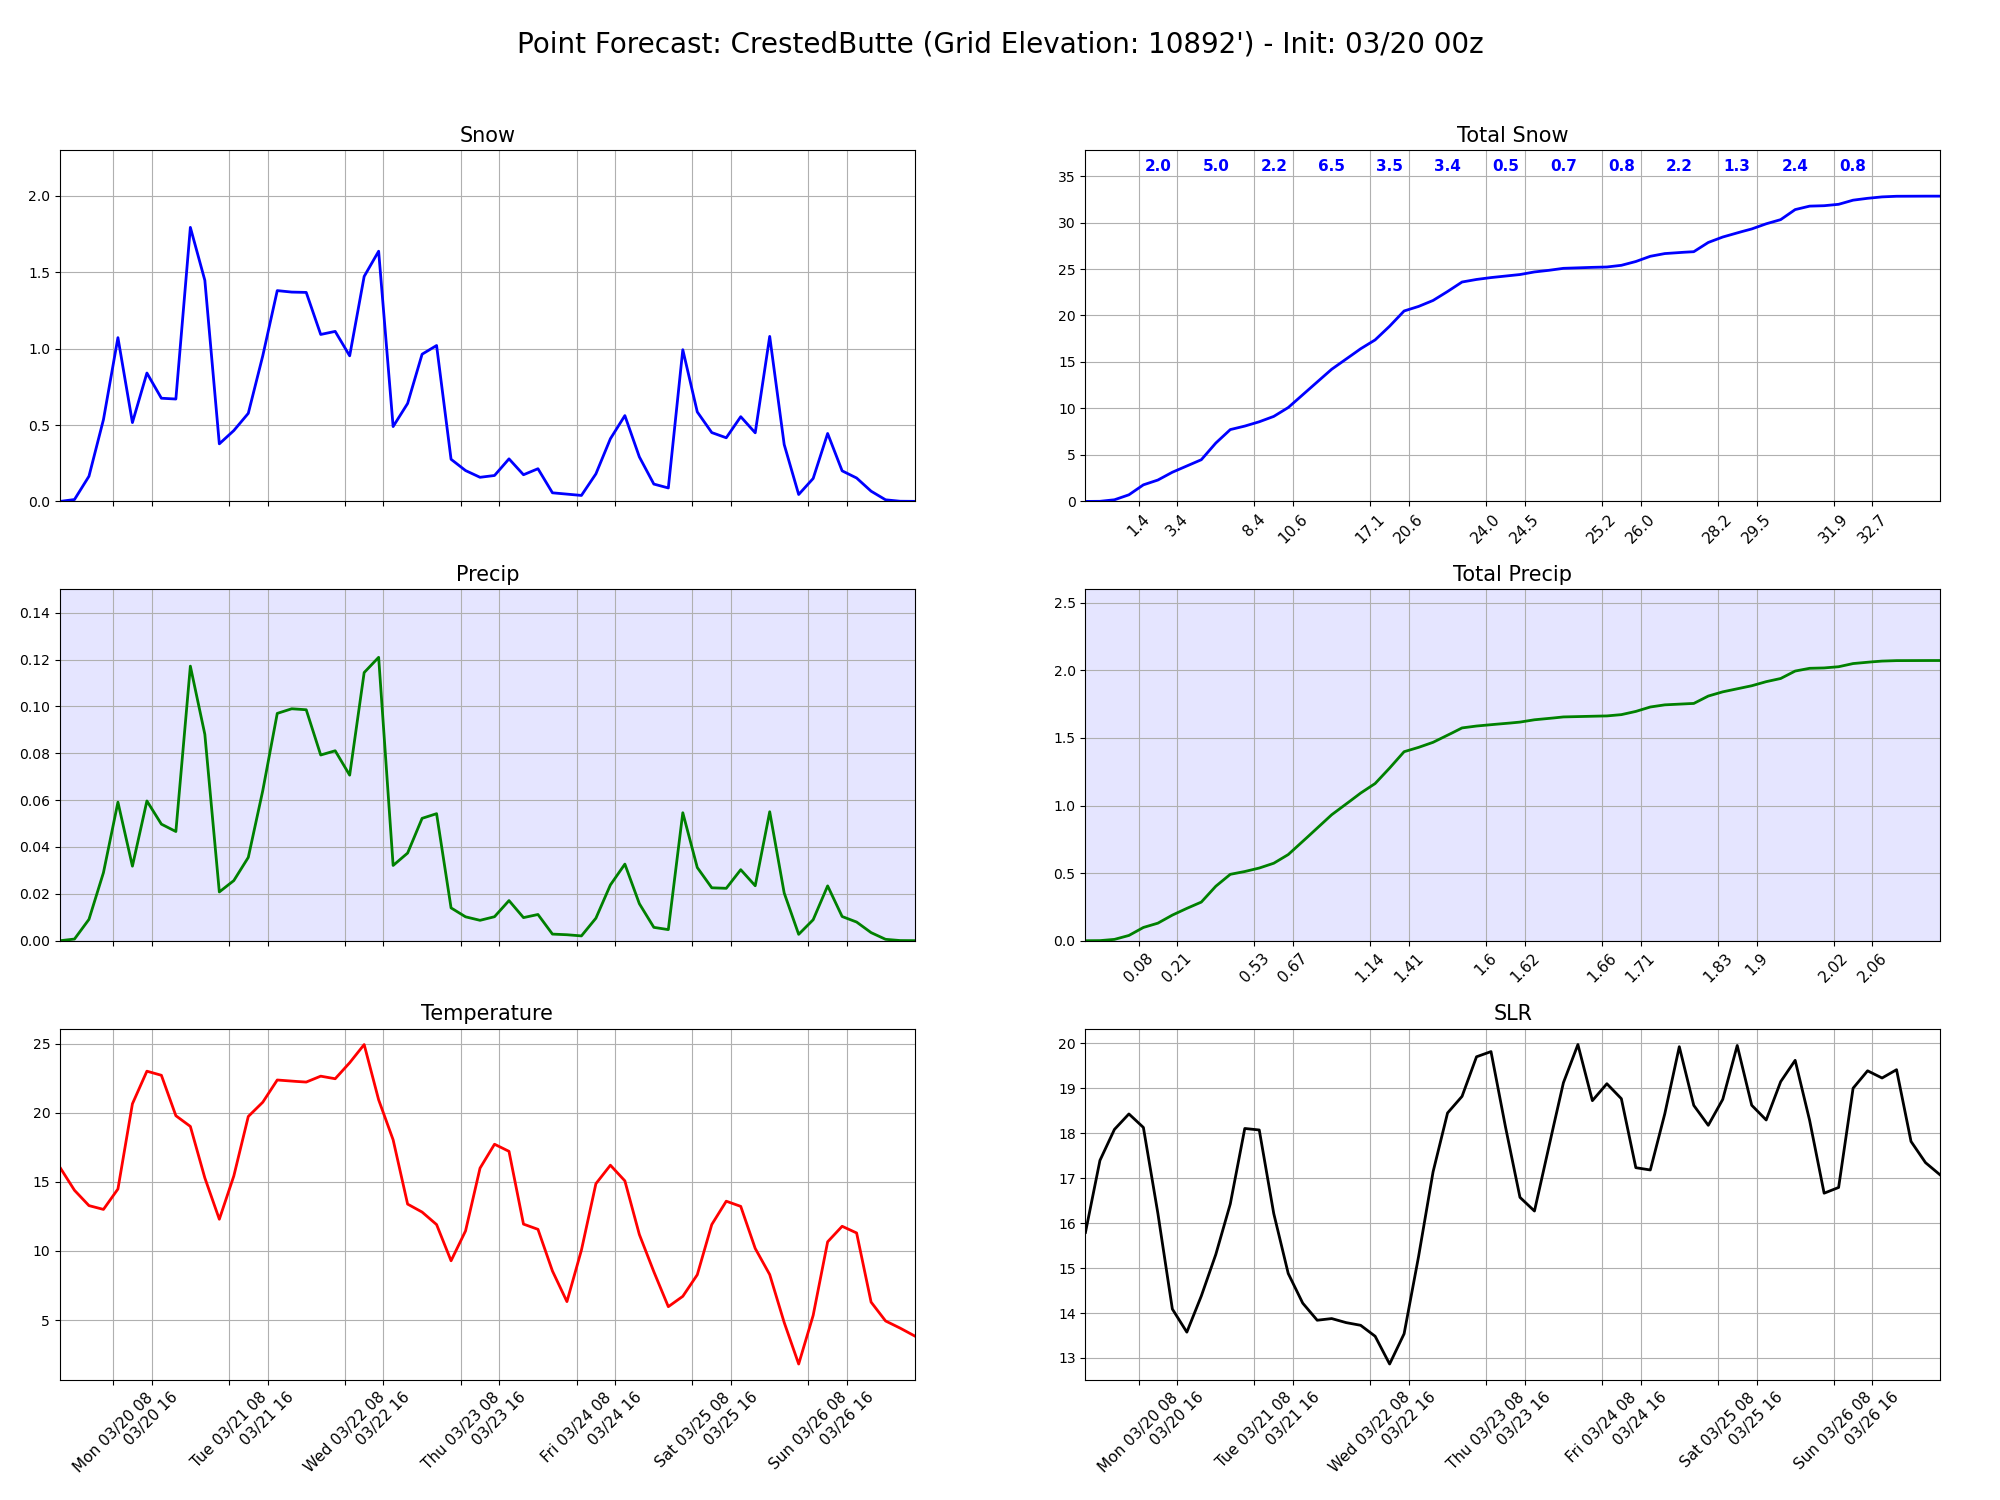 Point Forecast: CrestedButte (Grid Elevation: 10892') - Init: 03/20 00z
Snow
2.0
1.5
1.0
0.5
0.0
Total Snow
2.0 5.0 2.2 6.5 3.5 3.4 0.5 0.7 0.8 2.2 1.3 2.4 0.8
35
30
25
20
15
10
5
0
1.4 3.4 8.4 10.6 17.1 20.6 24.0 24.5 25.2 26.0 28.2 29.5 31.9 32.7
Precip
0.14
0.12
0.10
0.08
0.06
0.04
0.02
0.00
Total Precip
2.5
2.0
1.5
1.0
0.5
0.0
0.08 0.21 0.53 0.67 1.14 1.41 1.6 1.62 1.66 1.71 1.83 1.9 2.02 2.06
Temperature
25
20
15
10
5
Mon 03/20 08
03/20 16
Tue 03/21 08
03/21 16
Wed 03/22 08
03/22 16
Thu 03/23 08
03/23 16
Fri 03/24 08
03/24 16
Sat 03/25 08
03/25 16
Sun 03/26 08
03/26 16
SLR
20
19
18
17
16
15
14
13
Mon 03/20 08
03/20 16
Tue 03/21 08
03/21 16
Wed 03/22 08
03/22 16
Thu 03/23 08
03/23 16
Fri 03/24 08
03/24 16
Sat 03/25 08
03/25 16
Sun 03/26 08
03/26 16